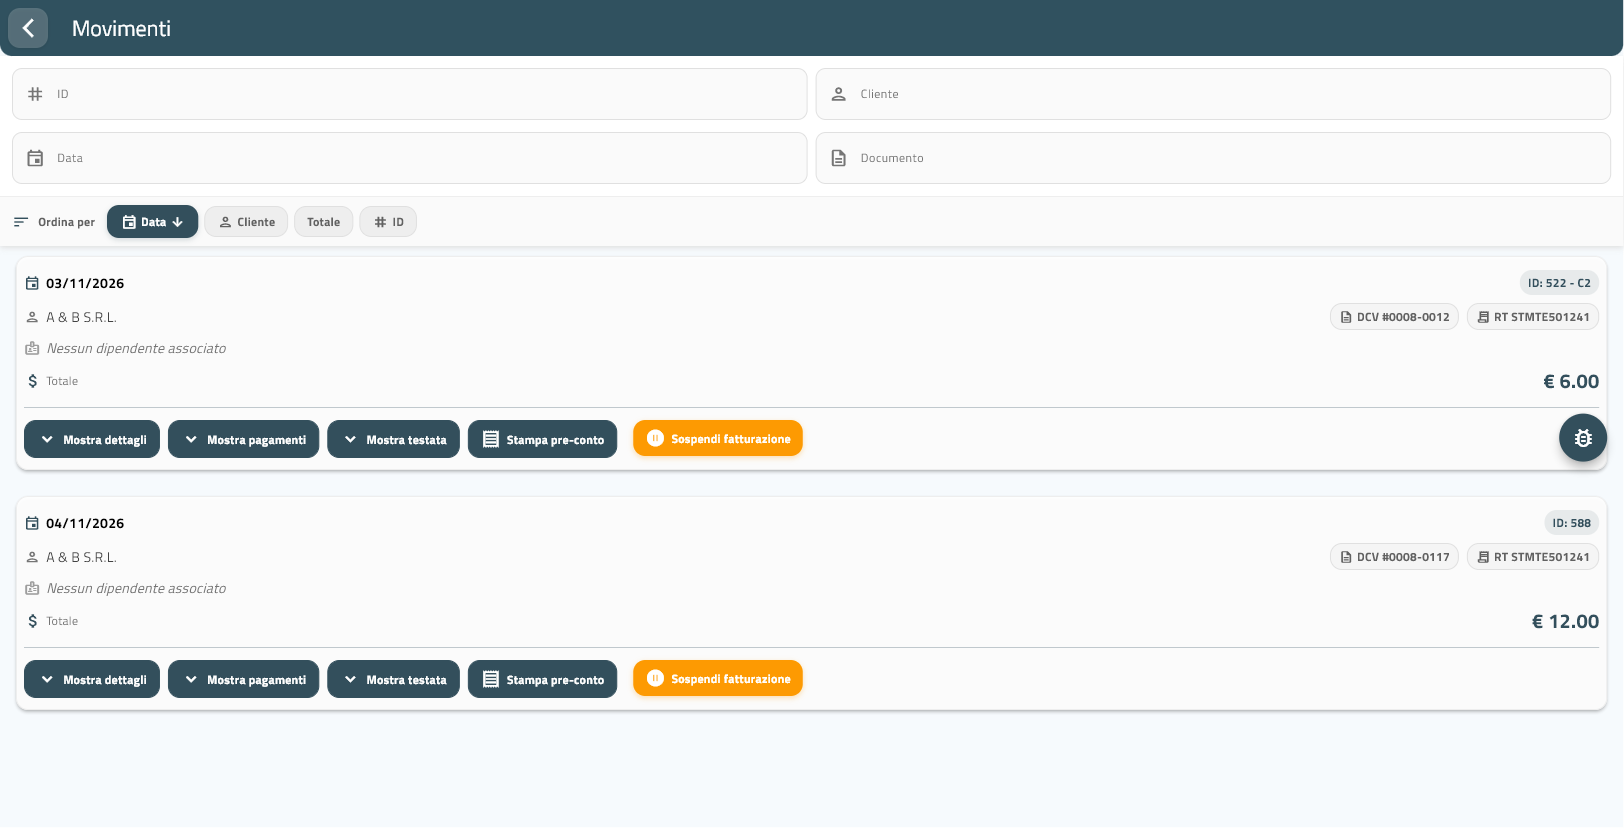 Movimenti
ID
Cliente
Data
Documento
Ordina per Data Cliente Totale ID
03/11/2026 ID: 522 - C2
A & B S.R.L. DCV #0008-0012 RT STMTE501241
Nessun dipendente associato
Totale € 6.00
Mostra dettagli Mostra pagamenti Mostra testata Stampa pre-conto Sospendi fatturazione
04/11/2026 ID: 588
A & B S.R.L. DCV #0008-0117 RT STMTE501241
Nessun dipendente associato
Totale € 12.00
Mostra dettagli Mostra pagamenti Mostra testata Stampa pre-conto Sospendi fatturazione